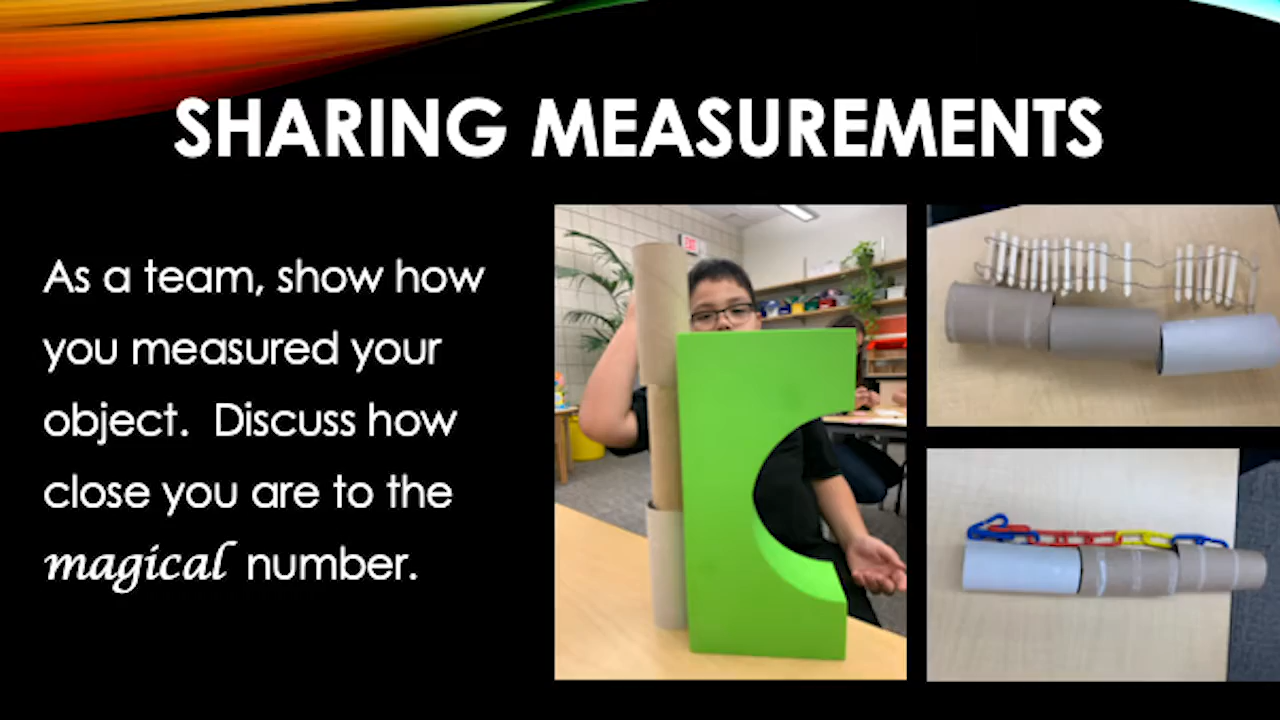 SHARING MEASUREMENTS
As a team, show how
you measured your
object. Discuss how
close you are to the
magical number.
EXIT